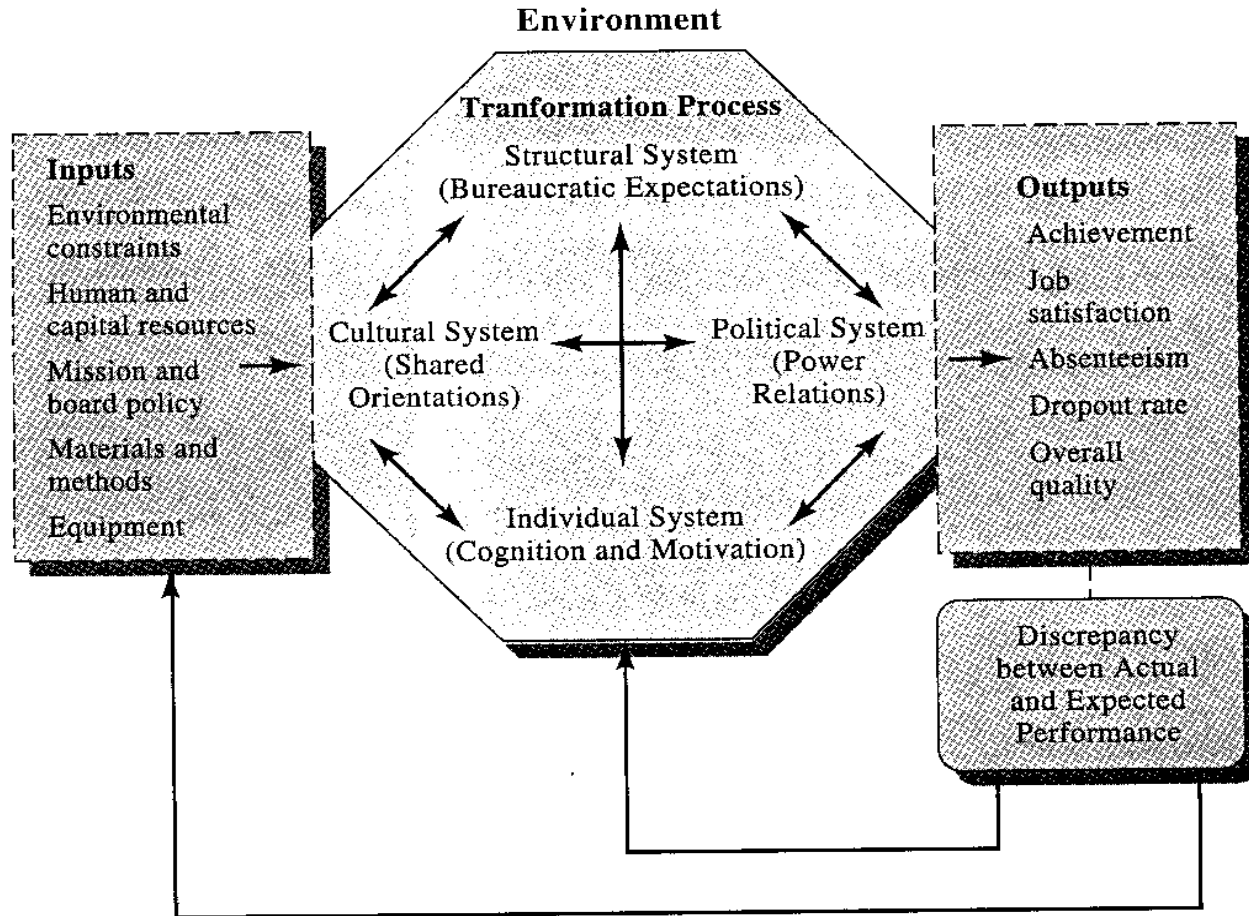 Environment
Tranformation Process
Structural System
(Bureaucratic Expectations)
Cultural System
(Shared
Orientations)
Political System
(Power
Relations)
Individual System
(Cognition and Motivation)
Inputs
Environmental
constraints
Human and
capital resources
Mission and
board policy
Materials and
methods
Equipment
Outputs
Achievement
Job
satisfaction
Absenteeism
Dropout rate
Overall
quality
Discrepancy
between Actual
and Expected
Performance